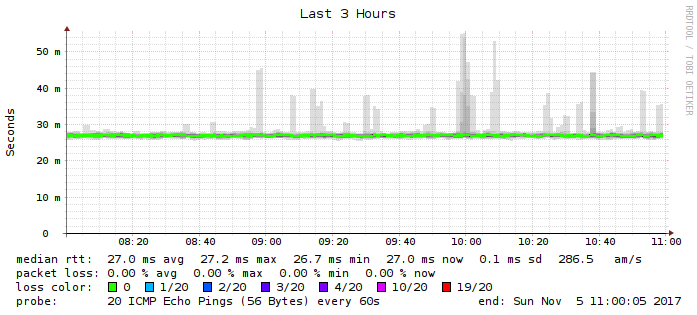 Last 3 Hours
RRDTOOL / TOBI OETIKER
Seconds
50 m
40 m
30 m
20 m
10 m
0
08:20 08:40 09:00 09:20 09:40 10:00 10:20 10:40 11:00
median rtt: 27.0 ms avg 27.2 ms max 26.7 ms min 27.0 ms now 0.1 ms sd 286.5 am/s
packet loss: 0.00 % avg 0.00 % max 0.00 % min 0.00 % now
loss color: 0 1/20 2/20 3/20 4/20 10/20 19/20
probe: 20 ICMP Echo Pings (56 Bytes) every 60s end: Sun Nov 5 11:00:05 2017